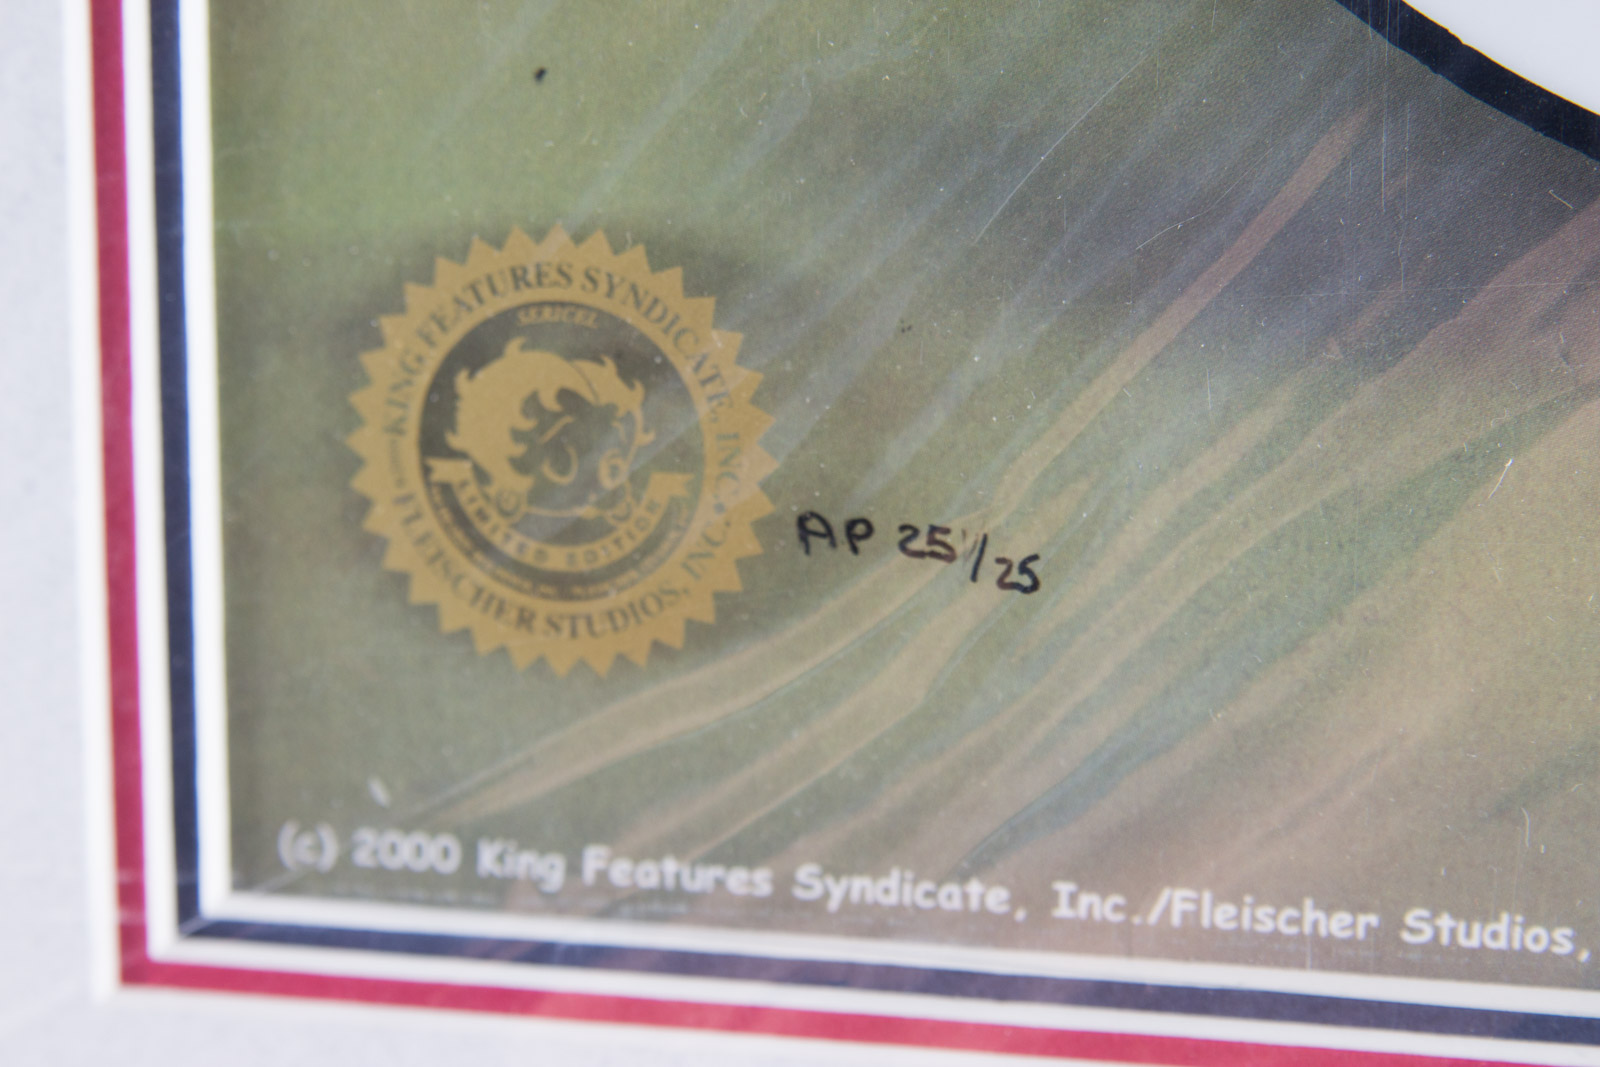 KING FEATURES SYNDICATE, INC.
SERICEL
LIMITED EDITION
FLEISCHER STUDIOS, INC.
AP 25/25
(c) 2000 King Features Syndicate, Inc./Fleischer Studios,